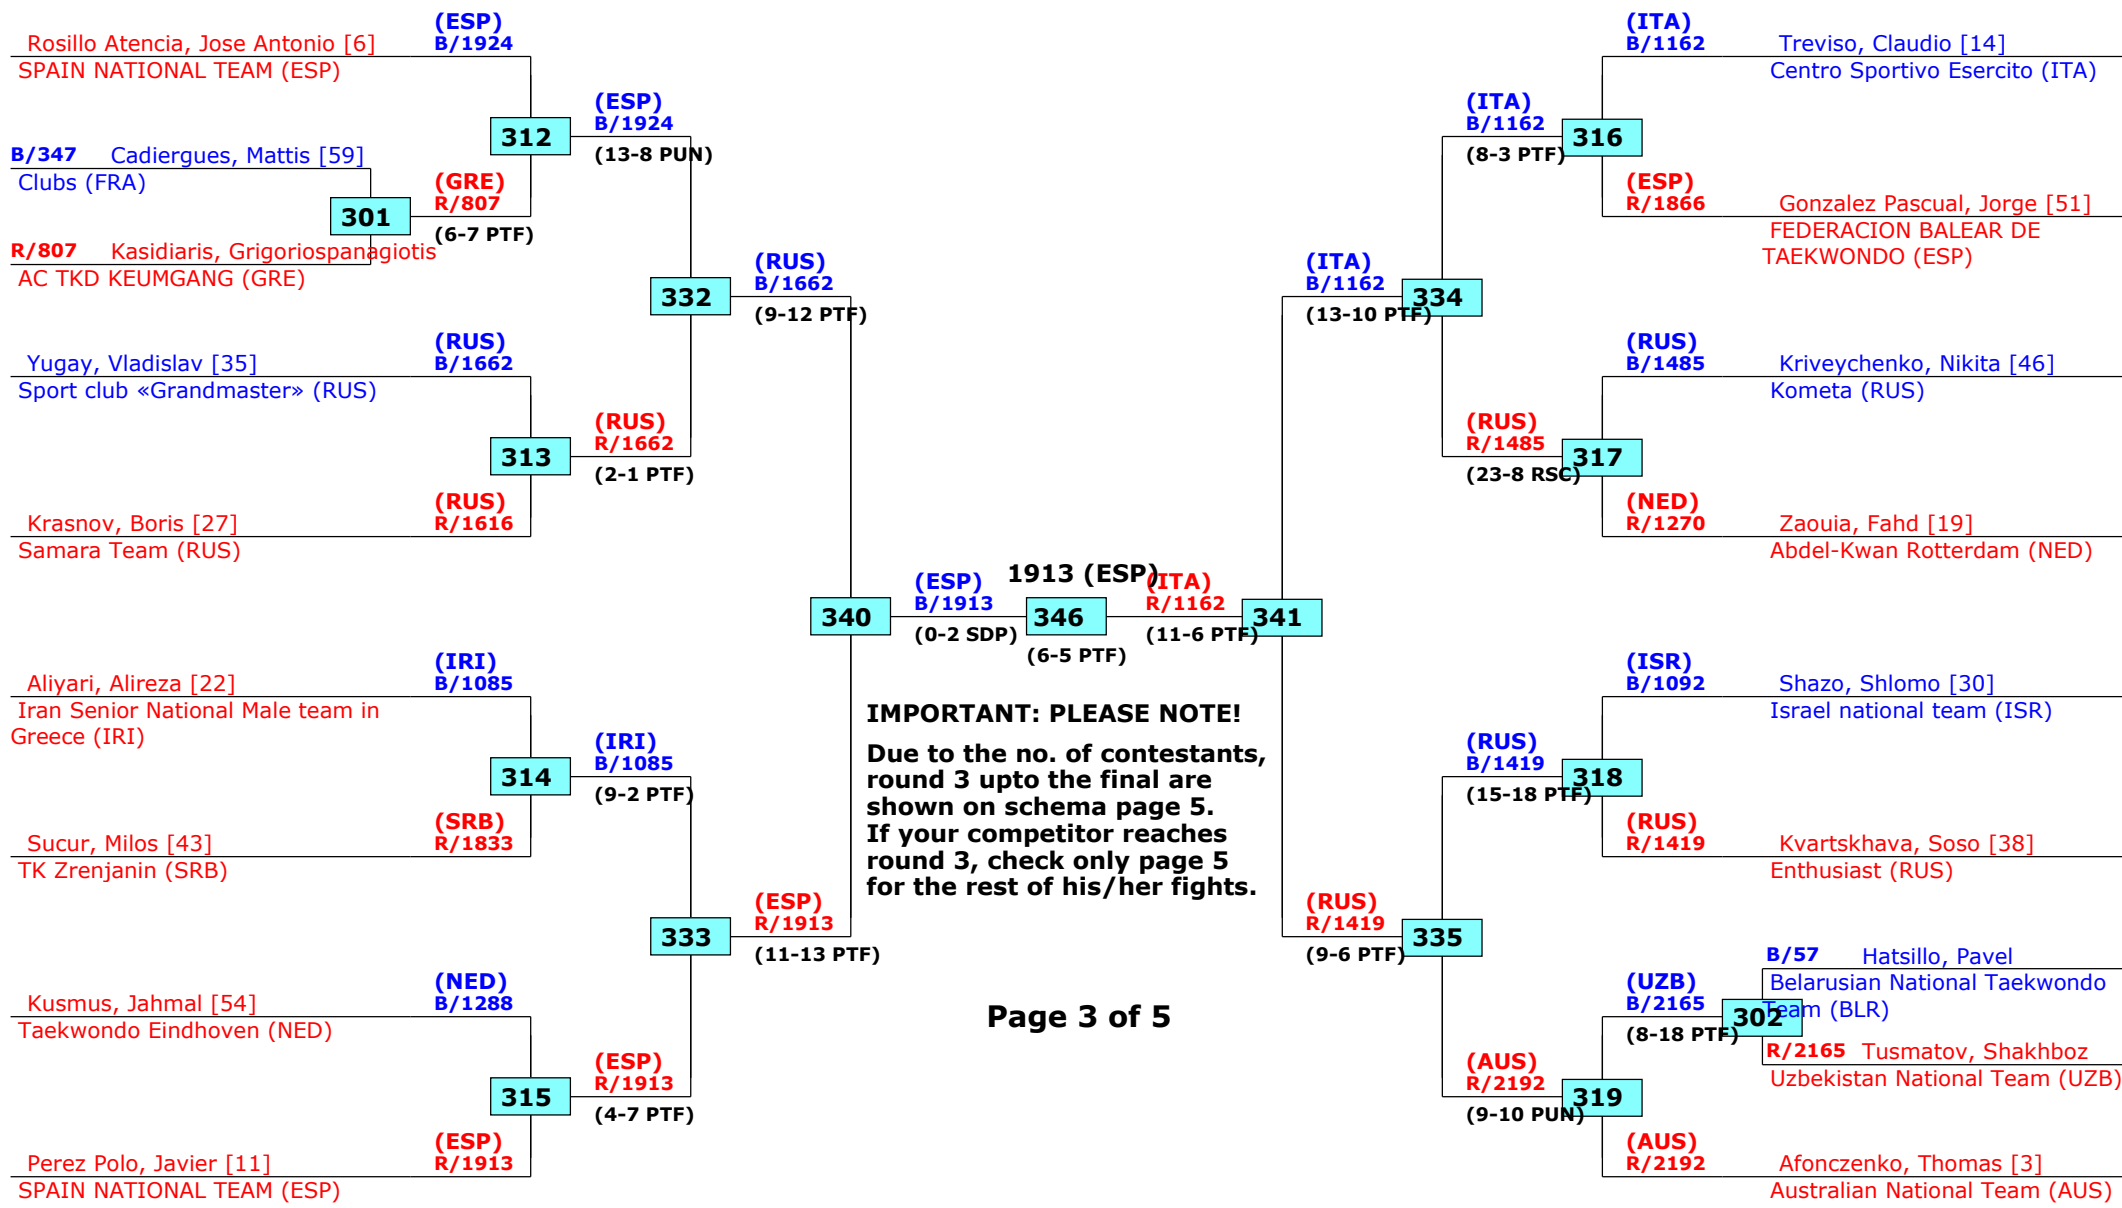 (ESP)
B/1924
Rosillo Atencia, Jose Antonio [6]
SPAIN NATIONAL TEAM (ESP)
(ESP)
B/1924
312
(13-8 PUN)
B/347 Cadiergues, Mattis [59]
Clubs (FRA)
(GRE)
R/807
301
(6-7 PTF)
R/807 Kasidiaris, Grigoriospanagiotis
AC TKD KEUMGANG (GRE)
(RUS)
B/1662
332
(9-12 PTF)
(RUS)
B/1662
Yugay, Vladislav [35]
Sport club «Grandmaster» (RUS)
(RUS)
R/1662
313
(2-1 PTF)
(RUS)
R/1616
Krasnov, Boris [27]
Samara Team (RUS)
340
(ESP)
B/1913
(0-2 SDP)
1913 (ESP)
346
(6-5 PTF)
(ITA)
R/1162
(11-6 PTF)
341
(IRI)
B/1085
Aliyari, Alireza [22]
Iran Senior National Male team in
Greece (IRI)
(IRI)
B/1085
314
(9-2 PTF)
(SRB)
R/1833
Sucur, Milos [43]
TK Zrenjanin (SRB)
(ESP)
R/1913
333
(11-13 PTF)
(NED)
B/1288
Kusmus, Jahmal [54]
Taekwondo Eindhoven (NED)
(ESP)
R/1913
315
(4-7 PTF)
(ESP)
R/1913
Perez Polo, Javier [11]
SPAIN NATIONAL TEAM (ESP)
IMPORTANT: PLEASE NOTE!
Due to the no. of contestants,
round 3 upto the final are
shown on schema page 5.
If your competitor reaches
round 3, check only page 5
for the rest of his/her fights.
Page 3 of 5
(ITA)
B/1162
Treviso, Claudio [14]
Centro Sportivo Esercito (ITA)
(ITA)
B/1162
316
(8-3 PTF)
(ESP)
R/1866
Gonzalez Pascual, Jorge [51]
FEDERACION BALEAR DE
TAEKWONDO (ESP)
(ITA)
B/1162
334
(13-10 PTF)
(RUS)
B/1485
Kriveychenko, Nikita [46]
Kometa (RUS)
(RUS)
R/1485
317
(23-8 RSC)
(NED)
R/1270
Zaouia, Fahd [19]
Abdel-Kwan Rotterdam (NED)
(ISR)
B/1092
Shazo, Shlomo [30]
Israel national team (ISR)
(RUS)
B/1419
318
(15-18 PTF)
(RUS)
R/1419
Kvartskhava, Soso [38]
Enthusiast (RUS)
(RUS)
R/1419
335
(9-6 PTF)
B/57 Hatsillo, Pavel
Belarusian National Taekwondo
Team (BLR)
(UZB)
B/2165
302
(8-18 PTF)
R/2165 Tusmatov, Shakhboz
Uzbekistan National Team (UZB)
(AUS)
R/2192
319
(9-10 PUN)
(AUS)
R/2192
Afonczenko, Thomas [3]
Australian National Team (AUS)